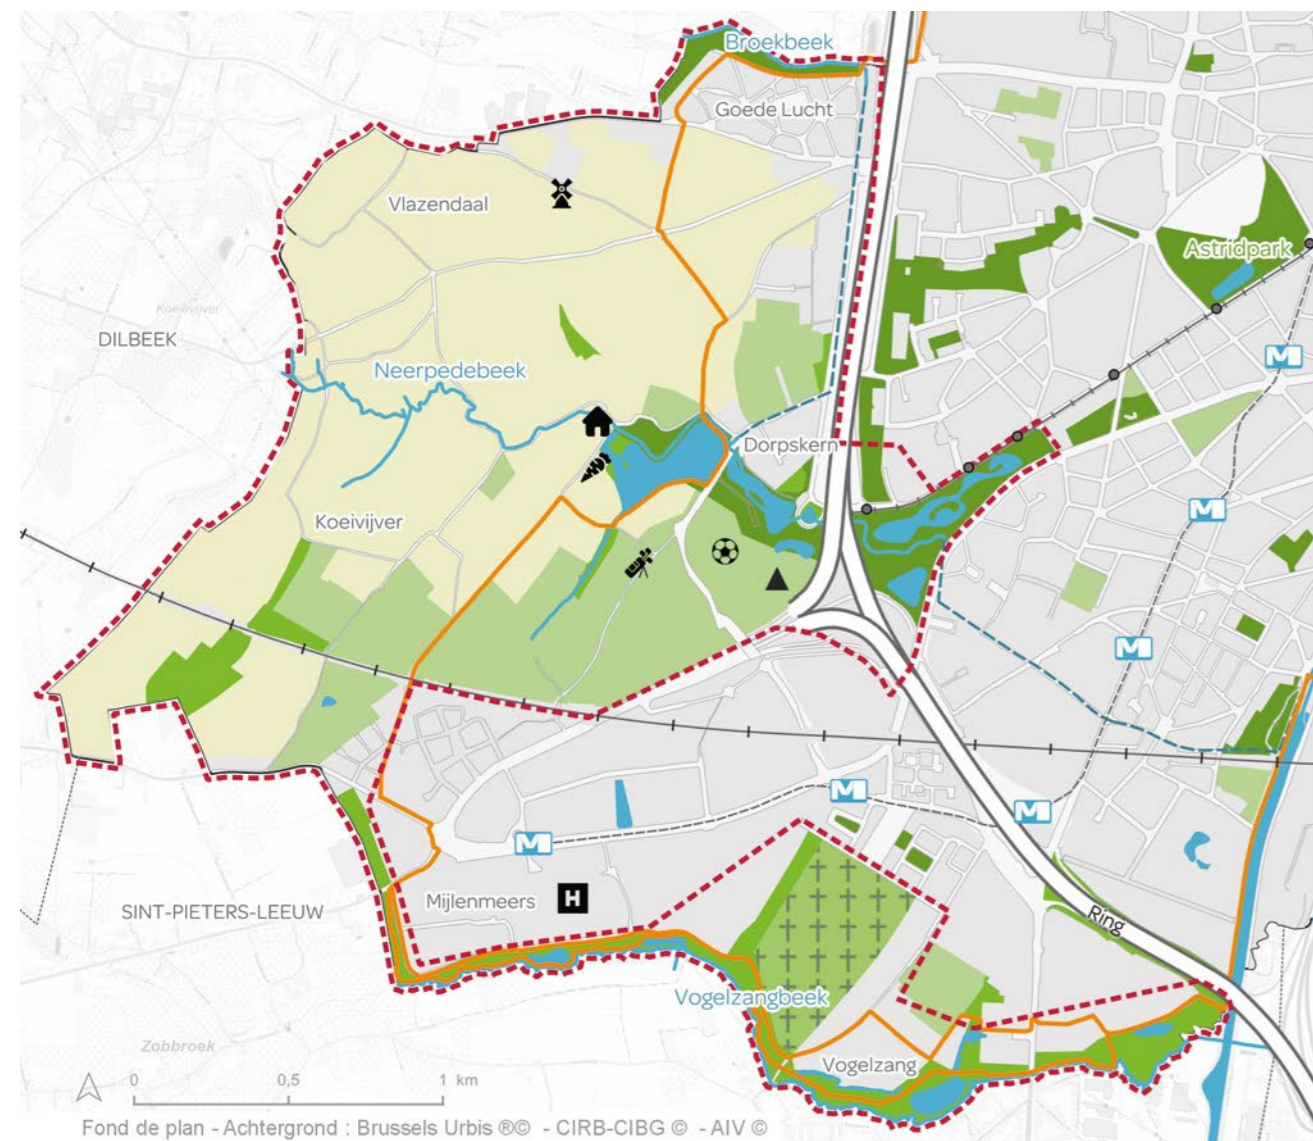 Broekbeek
Goede Lucht
Vlazendaal
Astridpark
Koeivijver
DILBEEK
M
Neerpedebeek
Dorpskern
M
Koeivijver
M
M
M
M
Mijlenmeers
H
SINT-PIETERS-LEEUW
Ring
Vogelzangbeek
Zobbroek
Vogelzang
0 0,5 1 km
Fond de plan - Achtergrond : Brussels Urbis ®© - CIRB-CIBG © - AIV ©